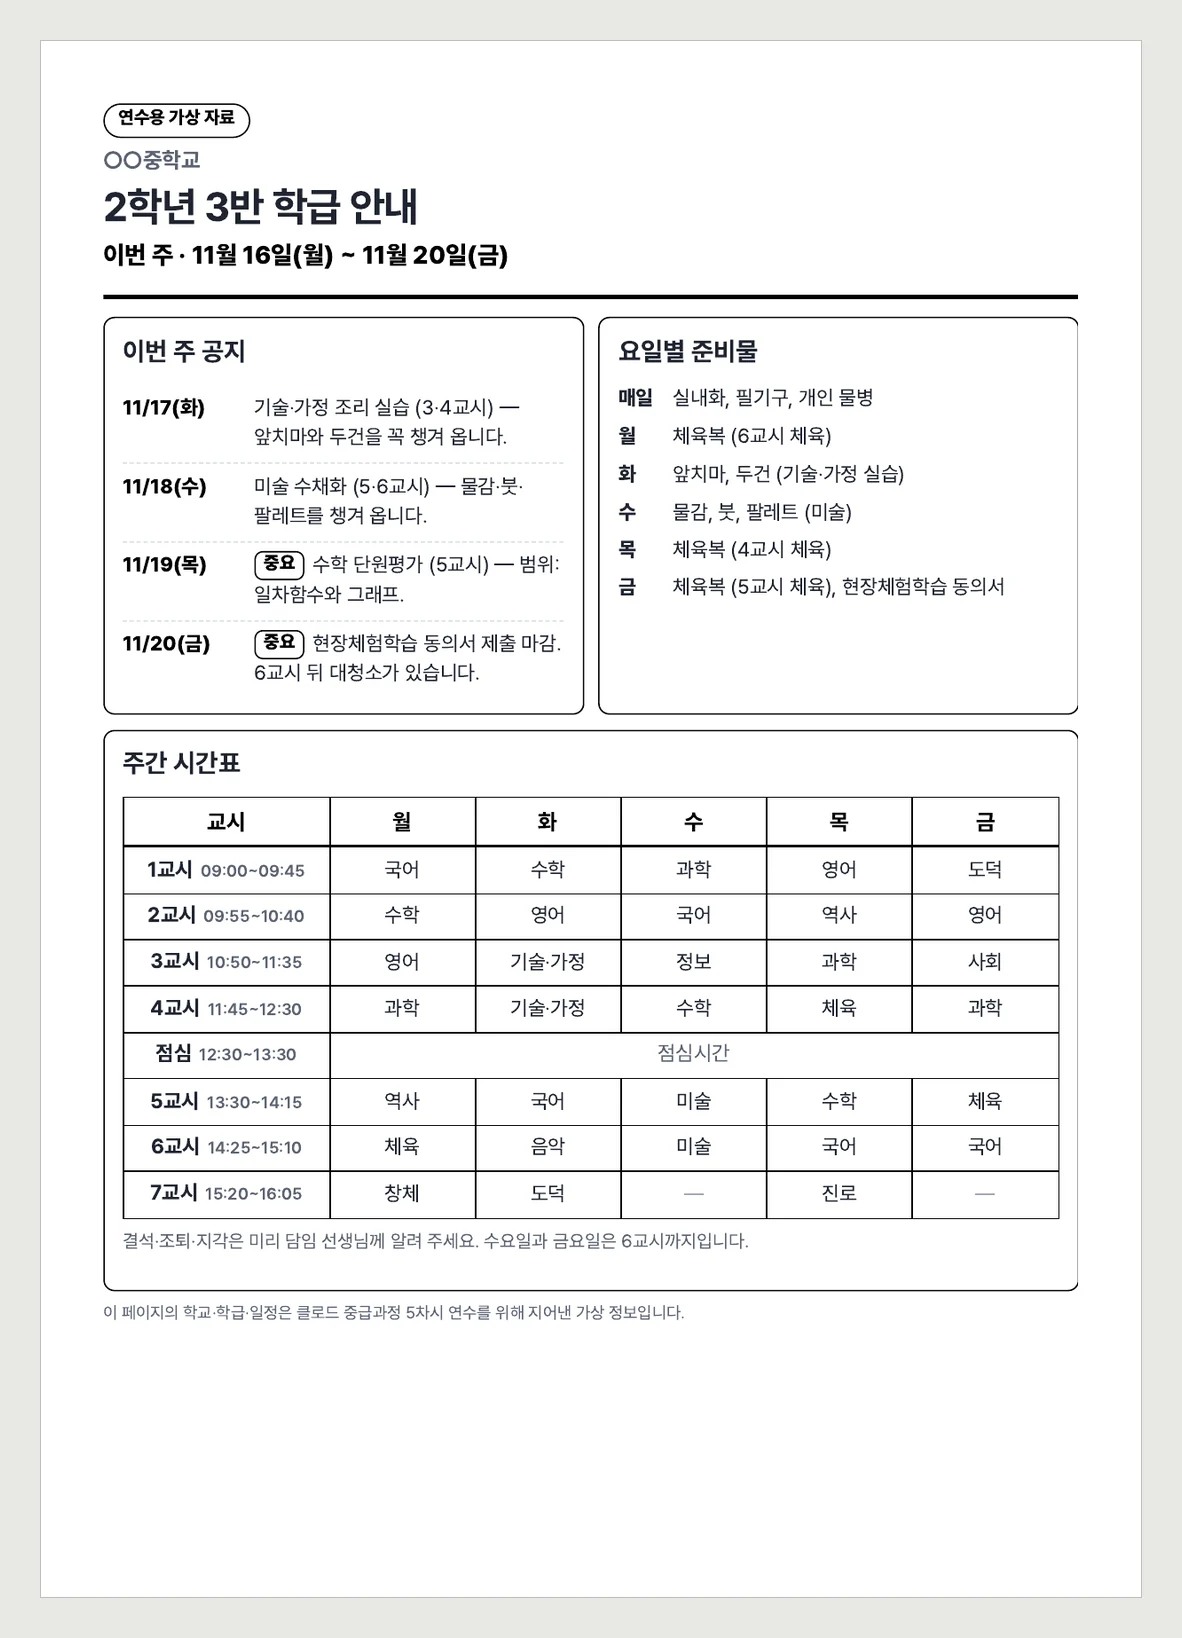 연수용 가상 자료
○○중학교
2학년 3반 학급 안내
이번 주 · 11월 16일(월) ~ 11월 20일(금)
이번 주 공지
11/17(화) 기술·가정 조리 실습 (3·4교시) —
앞치마와 두건을 꼭 챙겨 옵니다.
11/18(수) 미술 수채화 (5·6교시) — 물감·붓·
팔레트를 챙겨 옵니다.
11/19(목) 중요 수학 단원평가 (5교시) — 범위:
일차함수와 그래프.
11/20(금) 중요 현장체험학습 동의서 제출 마감.
6교시 뒤 대청소가 있습니다.
요일별 준비물
매일 실내화, 필기구, 개인 물병
월 체육복 (6교시 체육)
화 앞치마, 두건 (기술·가정 실습)
수 물감, 붓, 팔레트 (미술)
목 체육복 (4교시 체육)
금 체육복 (5교시 체육), 현장체험학습 동의서
주간 시간표
교시 월 화 수 목 금
1교시 09:00~09:45 국어 수학 과학 영어 도덕
2교시 09:55~10:40 수학 영어 국어 역사 영어
3교시 10:50~11:35 영어 기술·가정 정보 과학 사회
4교시 11:45~12:30 과학 기술·가정 수학 체육 과학
점심 12:30~13:30 점심시간
5교시 13:30~14:15 역사 국어 미술 수학 체육
6교시 14:25~15:10 체육 음악 미술 국어 국어
7교시 15:20~16:05 창체 도덕 — 진로 —
결석·조퇴·지각은 미리 담임 선생님께 알려 주세요. 수요일과 금요일은 6교시까지입니다.
이 페이지의 학교·학급·일정은 클로드 중급과정 5차시 연수를 위해 지어낸 가상 정보입니다.